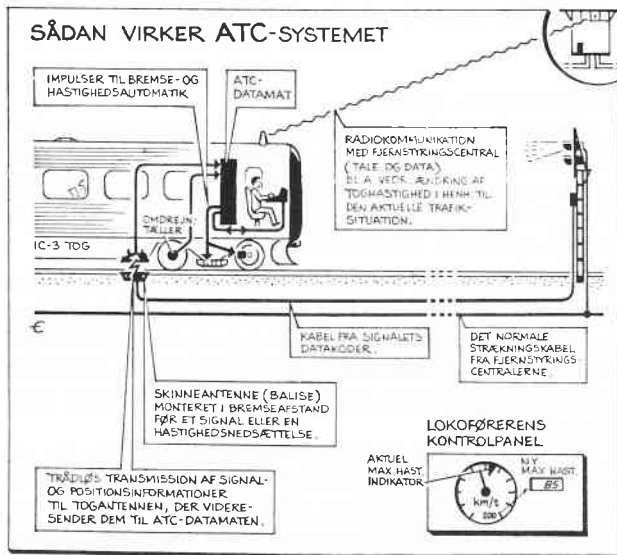 SÅDAN VIRKER ATC-SYSTEMET
IMPULSER TIL BREMSE-OG
HASTIGHEDSAUTOMATIK
ATC-
DATAMAT
RADIOKOMMUNIKATION
MED FJERNSTYRINGSCENTRAL
(TALE OG DATA)
BL.A. VEDR. ÆNDRING AF
TOGHASTIGHED I HENH. TIL
DEN AKTUELLE TRAFIK-
SITUATION.
OMDREJN.-
TÆLLER
IC-3 TOG
KABEL FRA SIGNALETS
DATAKODER.
DET NORMALE
STRÆKNINGSKABEL
FRA FJERNSTYRINGS-
CENTRALERNE.
SKINNEANTENNE (BALISE)
MONTERET I BREMSEAFSTAND
FØR ET SIGNAL ELLER EN
HASTIGHEDSNEDSÆTTELSE.
TRÅDLØS TRANSMISSION AF SIGNAL-
OG POSITIONSINFORMATIONER
TIL TOGANTENNEN, DER VIDERE-
SENDER DEM TIL ATC-DATAMATEN.
LOKOFØRERENS
KONTROLPANEL
AKTUEL
MAX. HAST.
INDIKATOR
NY
MAX HAST.
85
km/t
200